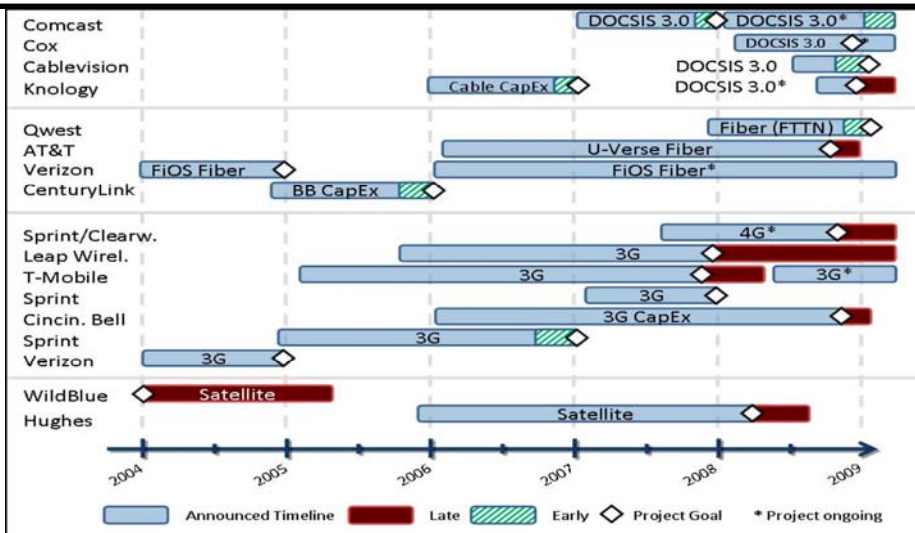 Comcast DOCSIS 3.0 DOCSIS 3.0*
Cox DOCSIS 3.0 *
Cablevision DOCSIS 3.0
Knology Cable CapEx DOCSIS 3.0*
Qwest Fiber (FTTN)
AT&T U-Verse Fiber
Verizon FiOS Fiber FiOS Fiber*
CenturyLink BB CapEx
Sprint/Clearw. 4G*
Leap Wirel. 3G
T-Mobile 3G 3G*
Sprint 3G
Cincin. Bell 3G CapEx
Sprint 3G
Verizon 3G
WildBlue Satellite
Hughes Satellite
2004 2005 2006 2007 2008 2009
Announced Timeline Late Early Project Goal * Project ongoing